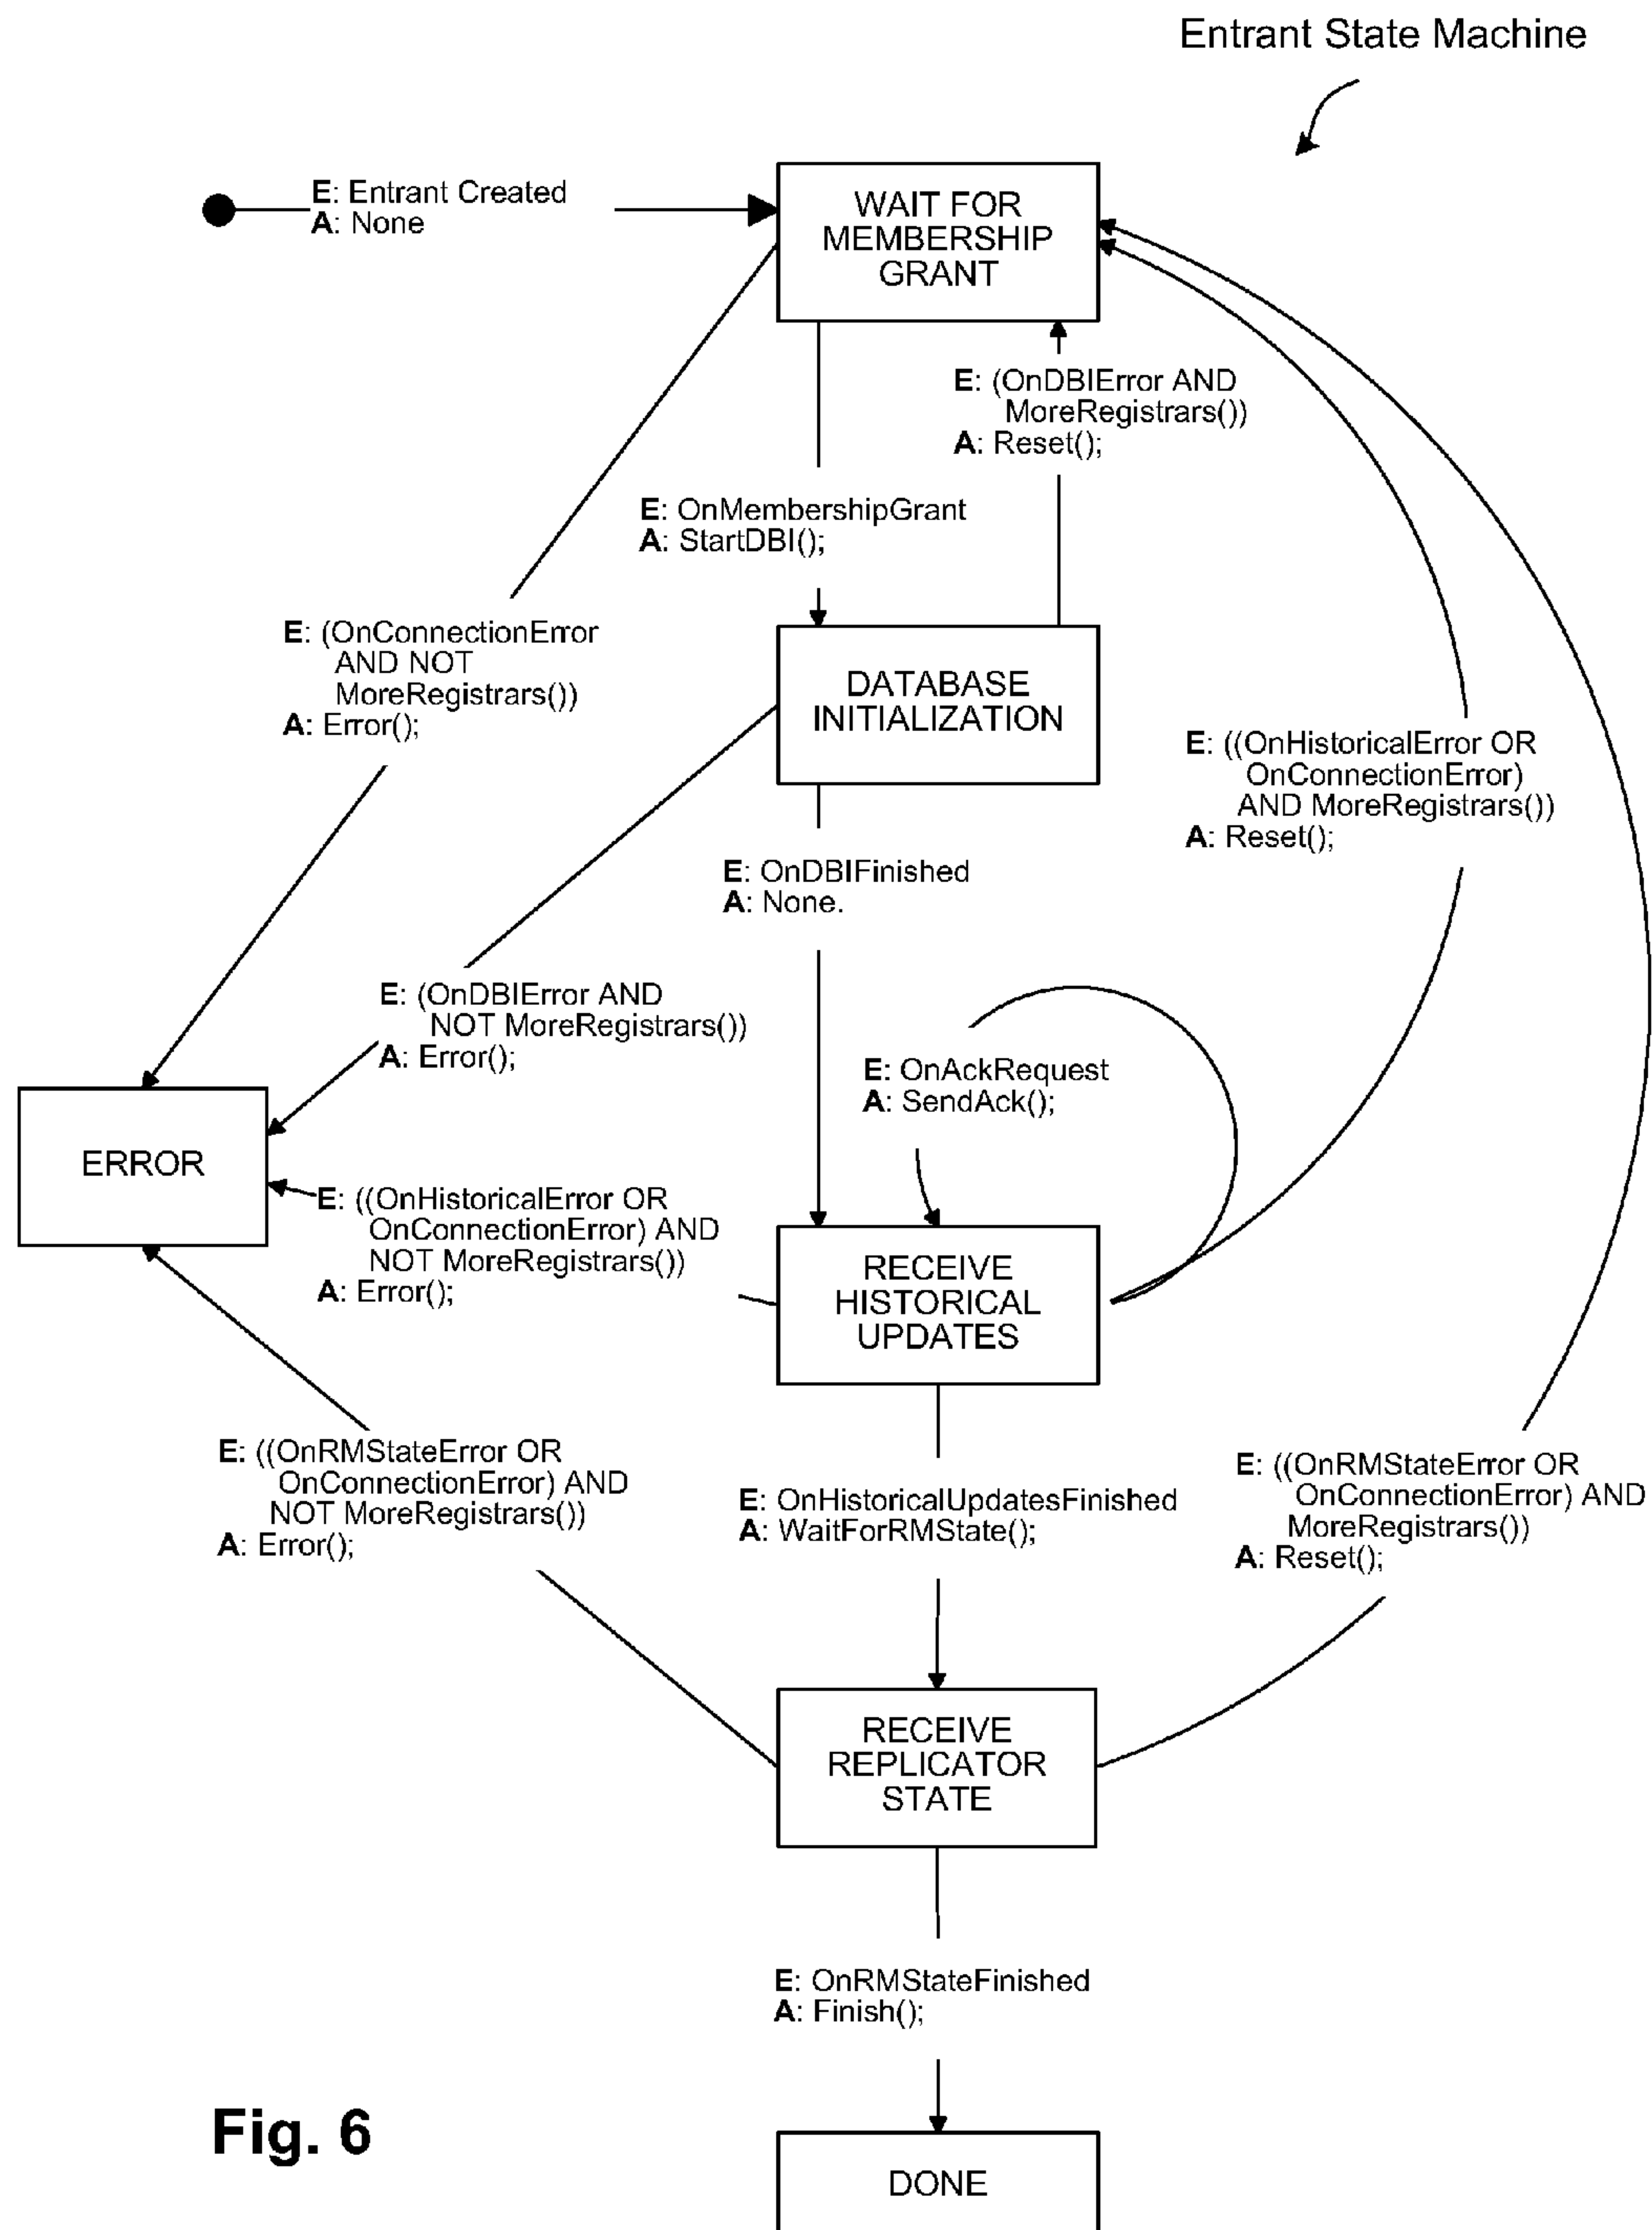 Entrant State Machine
E: Entrant Created
A: None
WAIT FOR
MEMBERSHIP
GRANT
E: (OnDBIError AND
MoreRegistrars())
A: Reset();
E: OnMembershipGrant
A: StartDBI();
E: (OnConnectionError
AND NOT
MoreRegistrars())
A: Error();
DATABASE
INITIALIZATION
E: ((OnHistoricalError OR
OnConnectionError)
AND MoreRegistrars())
A: Reset();
E: OnDBIFinished
A: None.
E: (OnDBIError AND
NOT MoreRegistrars())
A: Error();
E: OnAckRequest
A: SendAck();
ERROR
E: ((OnHistoricalError OR
OnConnectionError) AND
NOT MoreRegistrars())
A: Error();
RECEIVE
HISTORICAL
UPDATES
E: ((OnRMStateError OR
OnConnectionError) AND
NOT MoreRegistrars())
A: Error();
E: OnHistoricalUpdatesFinished
A: WaitForRMState();
E: ((OnRMStateError OR
OnConnectionError) AND
MoreRegistrars())
A: Reset();
RECEIVE
REPLICATOR
STATE
E: OnRMStateFinished
A: Finish();
Fig. 6
DONE